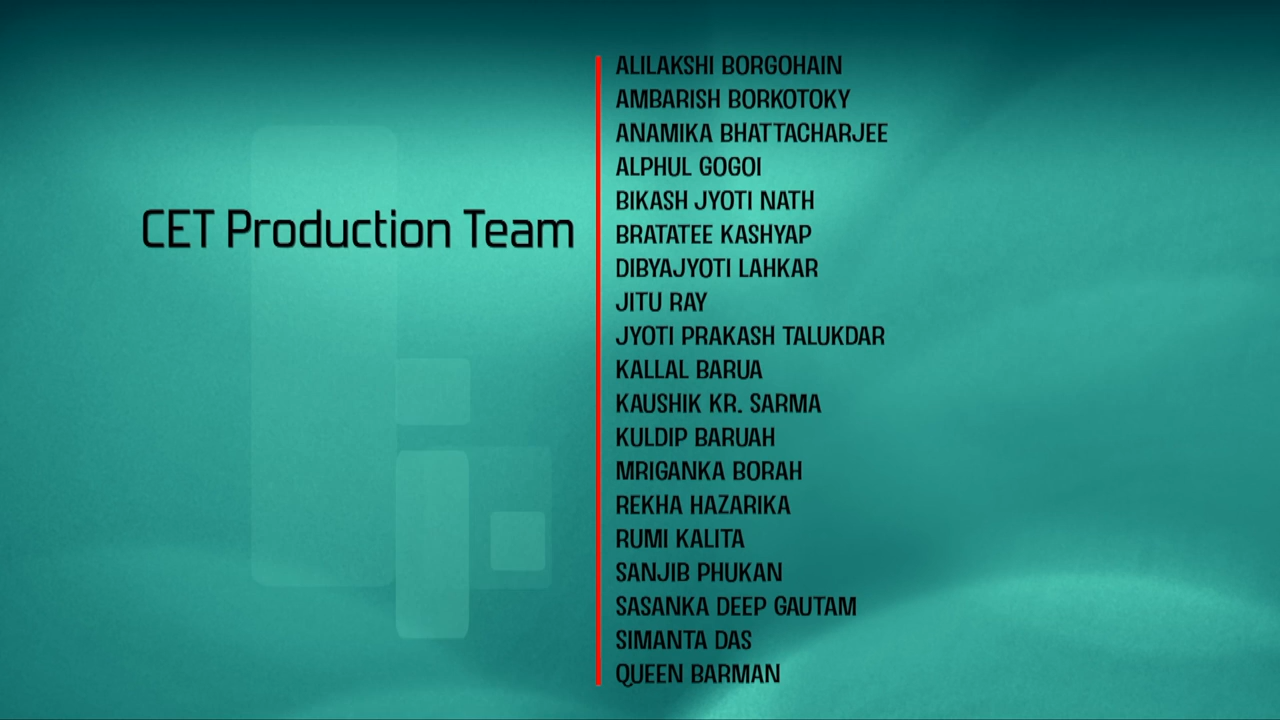 CET Production Team
ALILAKSHI BORGOHAIN
AMBARISH BORKOTOKY
ANAMIKA BHATTACHARJEE
ALPHUL GOGOI
BIKASH JYOTI NATH
BRATATEE KASHYAP
DIBYAJYOTI LAHKAR
JITU RAY
JYOTI PRAKASH TALUKDAR
KALLAL BARUA
KAUSHIK KR. SARMA
KULDIP BARUAH
MRIGANKA BORAH
REKHA HAZARIKA
RUMI KALITA
SANJIB PHUKAN
SASANKA DEEP GAUTAM
SIMANTA DAS
QUEEN BARMAN